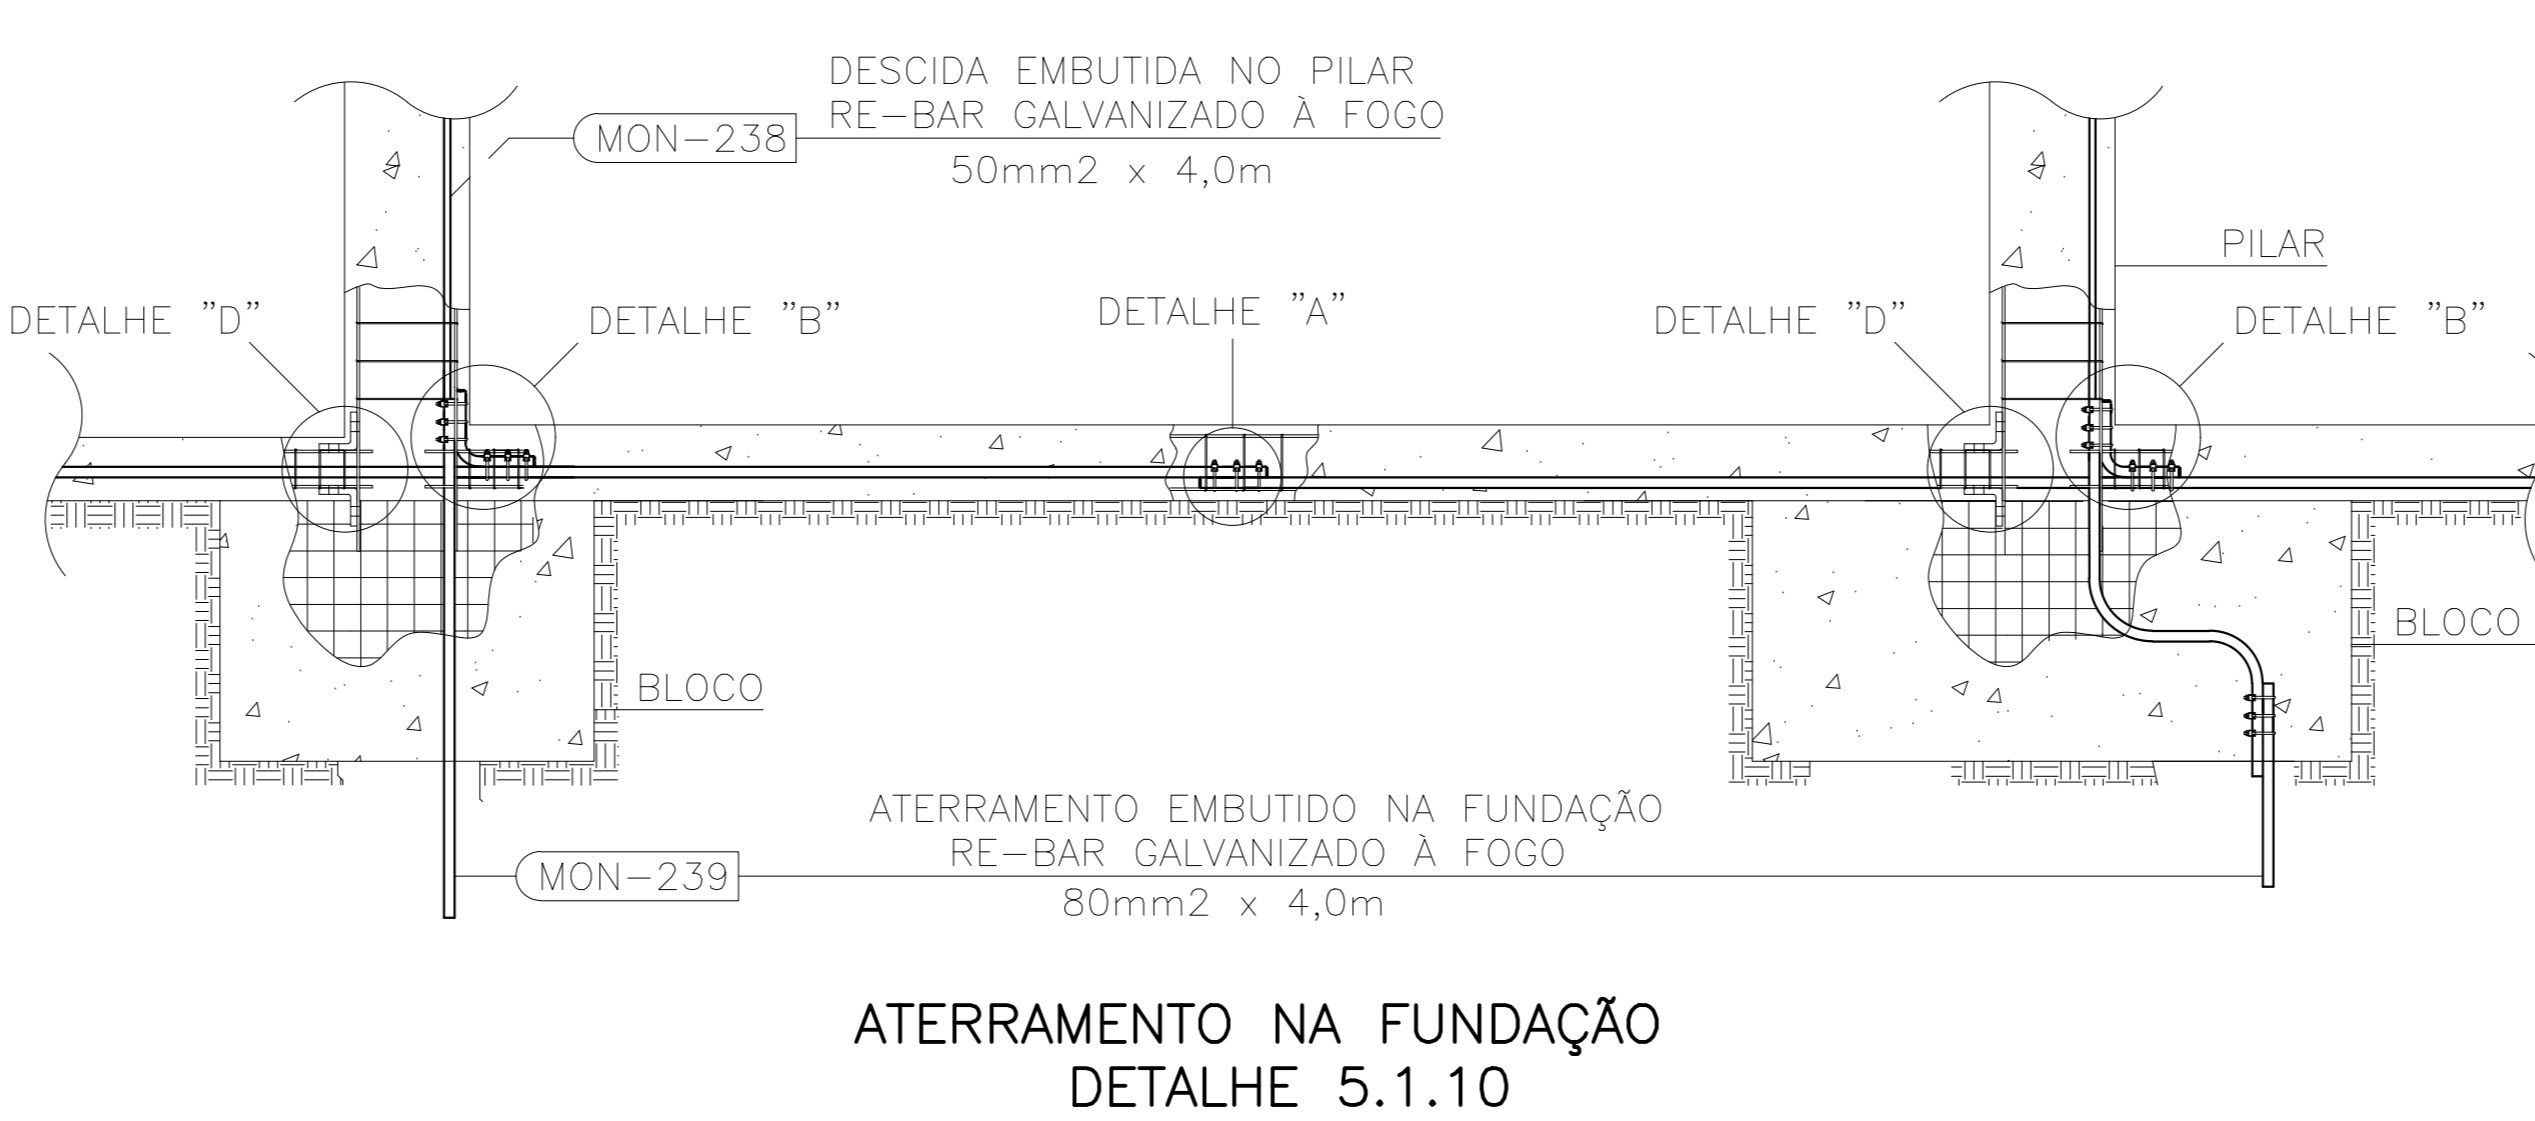 DESCIDA EMBUTIDA NO PILAR
RE-BAR GALVANIZADO À FOGO
MON-238
50mm2 x 4,0m
PILAR
DETALHE "D"
DETALHE "B"
DETALHE "A"
DETALHE "D"
DETALHE "B"
BLOCO
BLOCO
ATERRAMENTO EMBUTIDO NA FUNDAÇÃO
RE-BAR GALVANIZADO À FOGO
MON-239
80mm2 x 4,0m
ATERRAMENTO NA FUNDAÇÃO
DETALHE 5.1.10